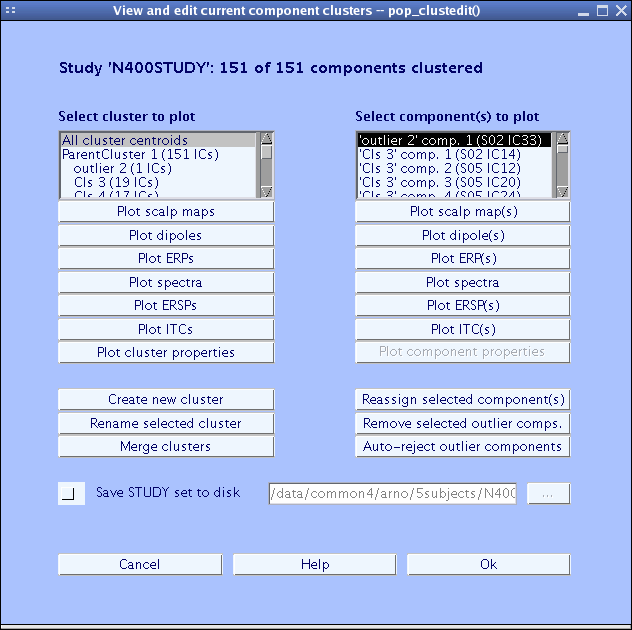 View and edit current component clusters -- pop_clustedit()
Study 'N400STUDY': 151 of 151 components clustered
Select cluster to plot
Select component(s) to plot
All cluster centroids
ParentCluster 1 (151 ICs)
outlier 2 (1 ICs)
Cls 3 (19 ICs)
Cls 4 (17 ICs)
'outlier 2' comp. 1 (S02 IC33)
'Cls 3' comp. 1 (S02 IC14)
'Cls 3' comp. 2 (S05 IC12)
'Cls 3' comp. 3 (S05 IC20)
'Cls 3' comp. 4 (S05 IC24)
Plot scalp maps
Plot scalp map(s)
Plot dipoles
Plot dipole(s)
Plot ERPs
Plot ERP(s)
Plot spectra
Plot spectra
Plot ERSPs
Plot ERSP(s)
Plot ITCs
Plot ITC(s)
Plot cluster properties
Plot component properties
Create new cluster
Reassign selected component(s)
Rename selected cluster
Remove selected outlier comps.
Merge clusters
Auto-reject outlier components
Save STUDY set to disk
/data/common4/arno/5subjects/N400
...
Cancel
Help
Ok